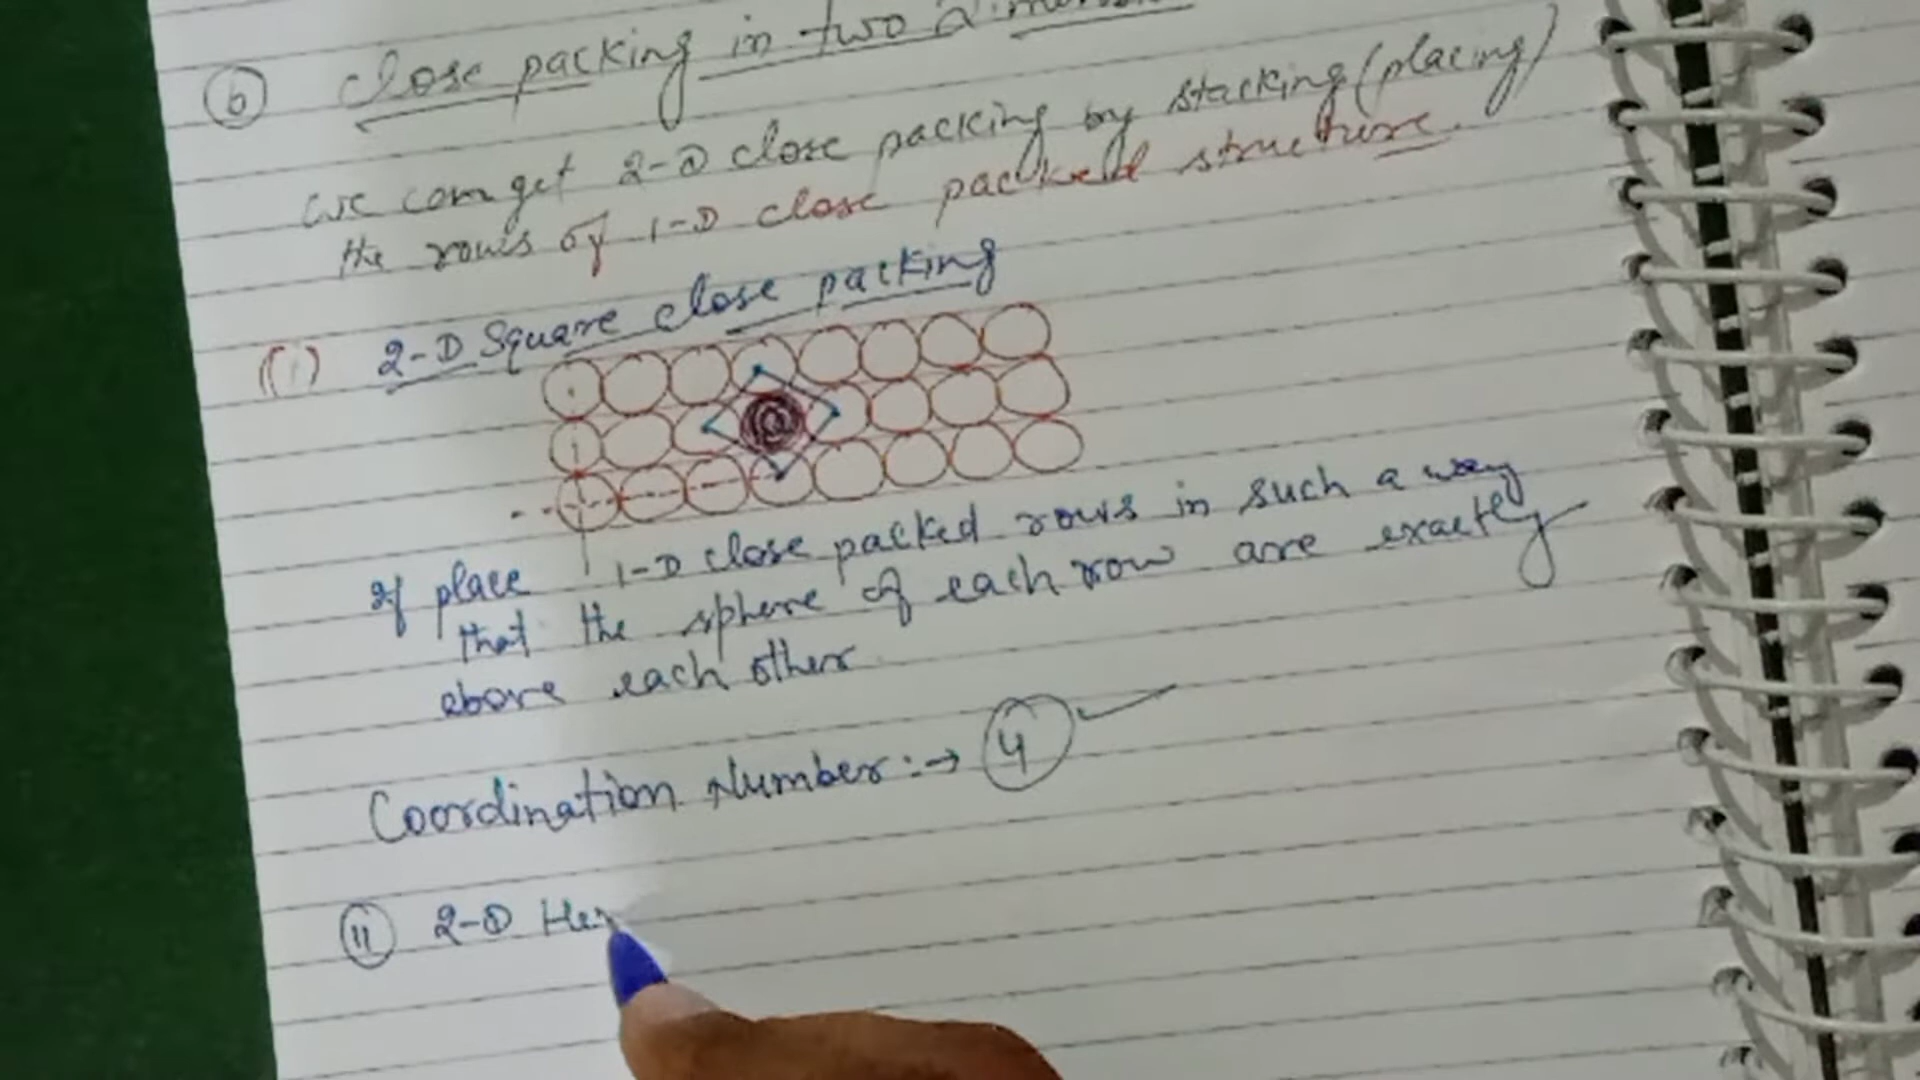 (b) Close packing in two dimension
We can get 2-D close packing by stacking (placing)
the rows of 1-D close packed structure.
(i) 2-D Square close packing
If place 1-D close packed rows in such a way
that the sphere of each row are exactly
above each other
Coordination Number :→ 4
(ii) 2-D Hex